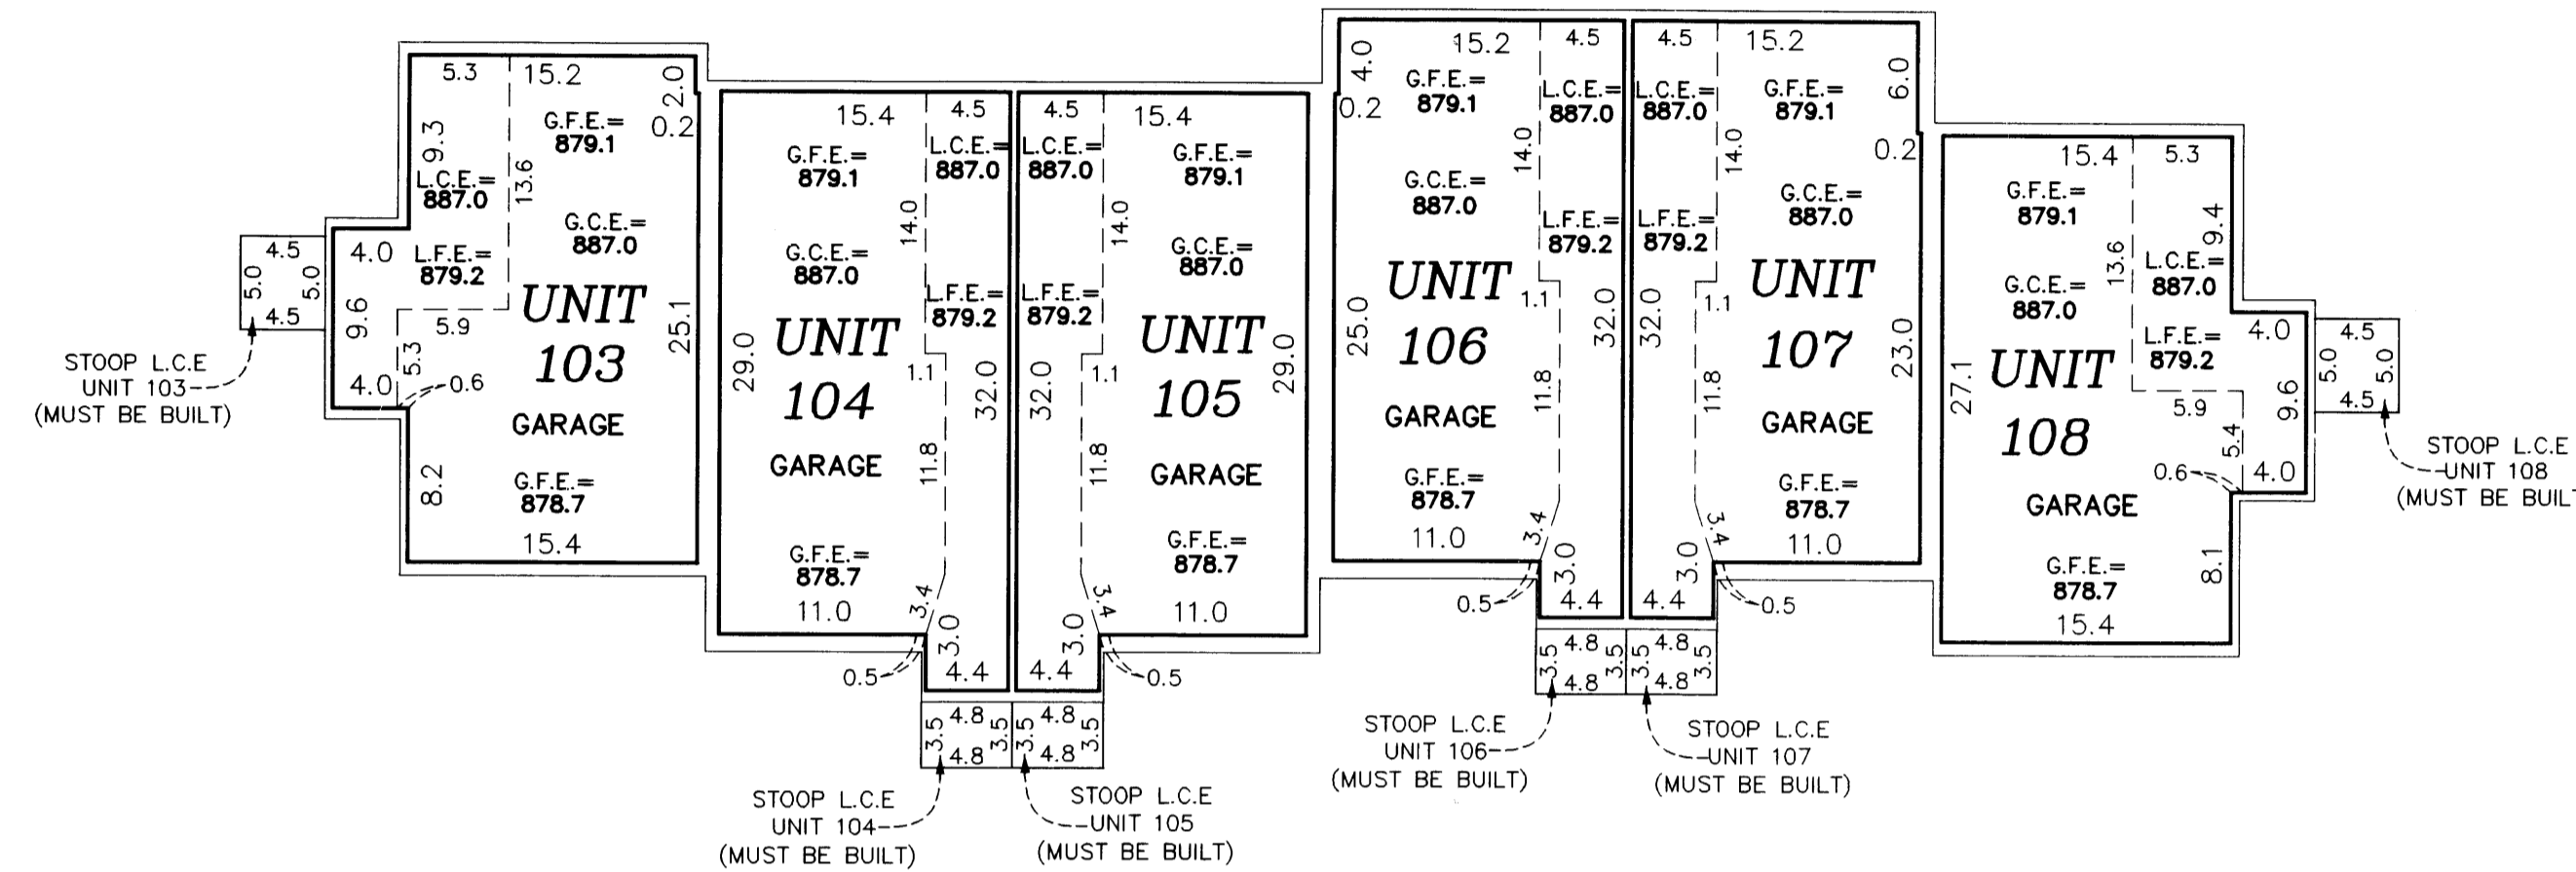 5.3
15.2
2.0
0.2
9.3
G.F.E.=
879.1
13.6
L.C.E.=
887.0
G.C.E.=
887.0
4.0
L.F.E.=
879.2
4.5
5.0
5.0
4.5
9.6
5.9
5.3
4.0
0.6
UNIT
103
25.1
GARAGE
8.2
G.F.E.=
878.7
15.4
STOOP L.C.E
UNIT 103
(MUST BE BUILT)
15.4
4.5
G.F.E.=
879.1
L.C.E.=
887.0
14.0
G.C.E.=
887.0
L.F.E.=
879.2
UNIT
104
29.0
1.1
32.0
11.8
GARAGE
G.F.E.=
878.7
11.0
3.4
3.0
0.5
4.4
4.8
3.5
3.5
4.8
STOOP L.C.E
UNIT 104
(MUST BE BUILT)
4.5
15.4
L.C.E.=
887.0
G.F.E.=
879.1
14.0
G.C.E.=
887.0
L.F.E.=
879.2
UNIT
105
29.0
1.1
32.0
11.8
GARAGE
G.F.E.=
878.7
11.0
3.4
3.0
0.5
4.4
4.8
3.5
3.5
4.8
STOOP L.C.E
UNIT 105
(MUST BE BUILT)
4.0
0.2
15.2
4.5
G.F.E.=
879.1
L.C.E.=
887.0
14.0
G.C.E.=
887.0
L.F.E.=
879.2
UNIT
106
25.0
1.1
32.0
11.8
GARAGE
G.F.E.=
878.7
11.0
3.4
3.0
0.5
4.4
4.8
3.5
3.5
4.8
STOOP L.C.E
UNIT 106
(MUST BE BUILT)
4.5
15.2
6.0
0.2
L.C.E.=
887.0
G.F.E.=
879.1
14.0
G.C.E.=
887.0
L.F.E.=
879.2
UNIT
107
23.0
1.1
32.0
11.8
GARAGE
G.F.E.=
878.7
11.0
3.4
3.0
0.5
4.4
4.8
3.5
3.5
4.8
STOOP L.C.E
UNIT 107
(MUST BE BUILT)
15.4
5.3
G.F.E.=
879.1
9.4
13.6
L.C.E.=
887.0
G.C.E.=
887.0
L.F.E.=
879.2
4.0
4.5
5.0
5.0
4.5
UNIT
108
27.1
5.9
9.6
5.4
4.0
0.6
GARAGE
G.F.E.=
878.7
8.1
15.4
STOOP L.C.E
UNIT 108
(MUST BE BUIL